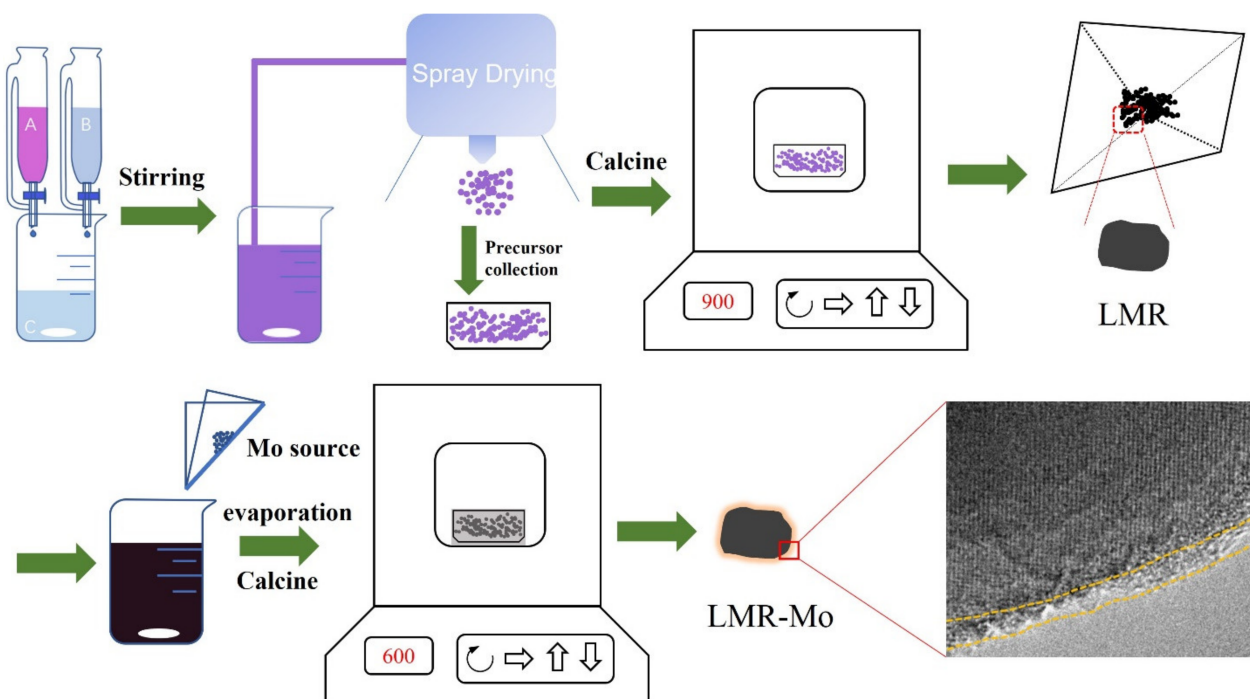 A
B
C
Stirring
Spray Drying
Precursor
collection
Calcine
900
LMR
Mo source
evaporation
Calcine
600
LMR-Mo